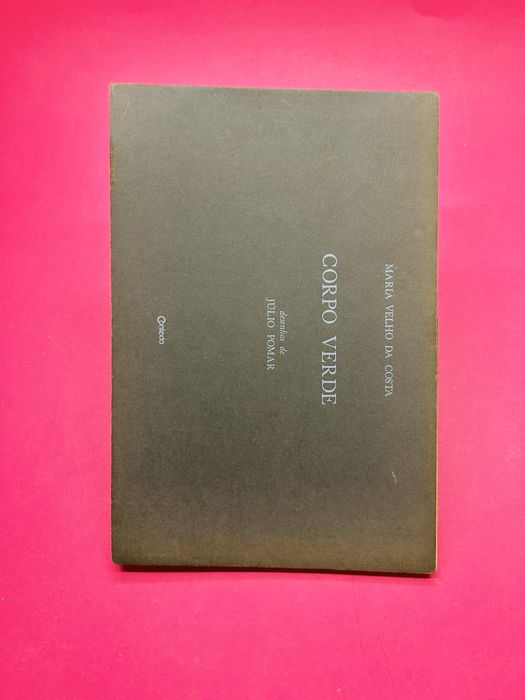 MARIA VELHO DA COSTA
CORPO VERDE
desenhos de
JÚLIO POMAR
Contexto